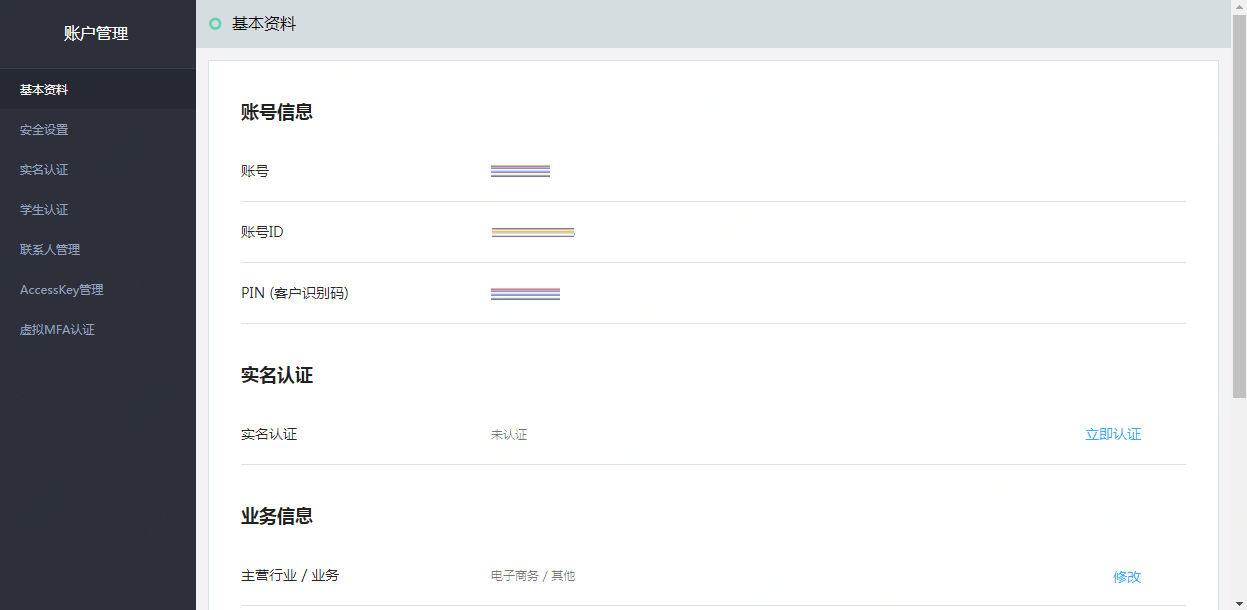 账户管理
基本资料
安全设置
实名认证
学生认证
联系人管理
AccessKey管理
虚拟MFA认证
基本资料
账号信息
账号
账号ID
PIN (客户识别码)
实名认证
实名认证 未认证 立即认证
业务信息
主营行业 / 业务 电子商务 / 其他 修改